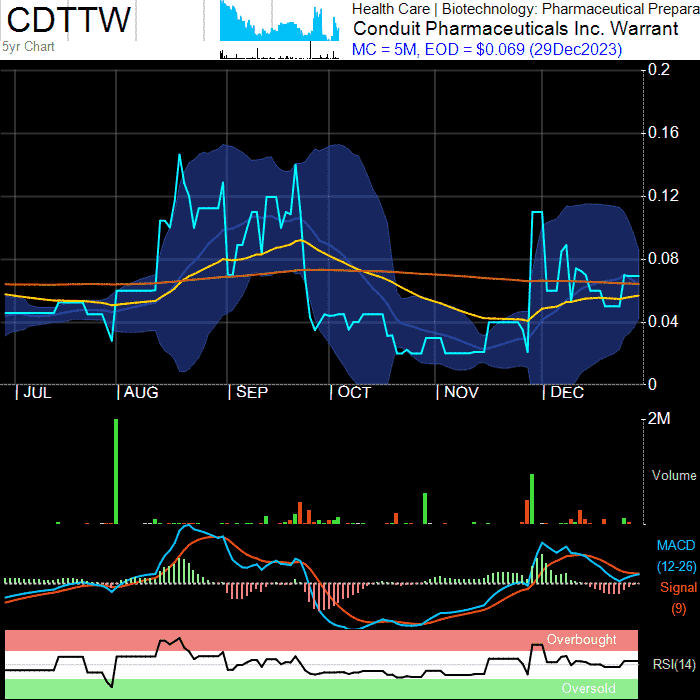 CDTTW
5yr Chart
Health Care | Biotechnology: Pharmaceutical Prepara
Conduit Pharmaceuticals Inc. Warrant
MC = 5M, EOD = $0.069 (29Dec2023)
0.2
0.16
0.12
0.08
0.04
0
JUL
AUG
SEP
OCT
NOV
DEC
2M
Volume
MACD
(12-26)
Signal
(9)
Overbought
RSI(14)
Oversold